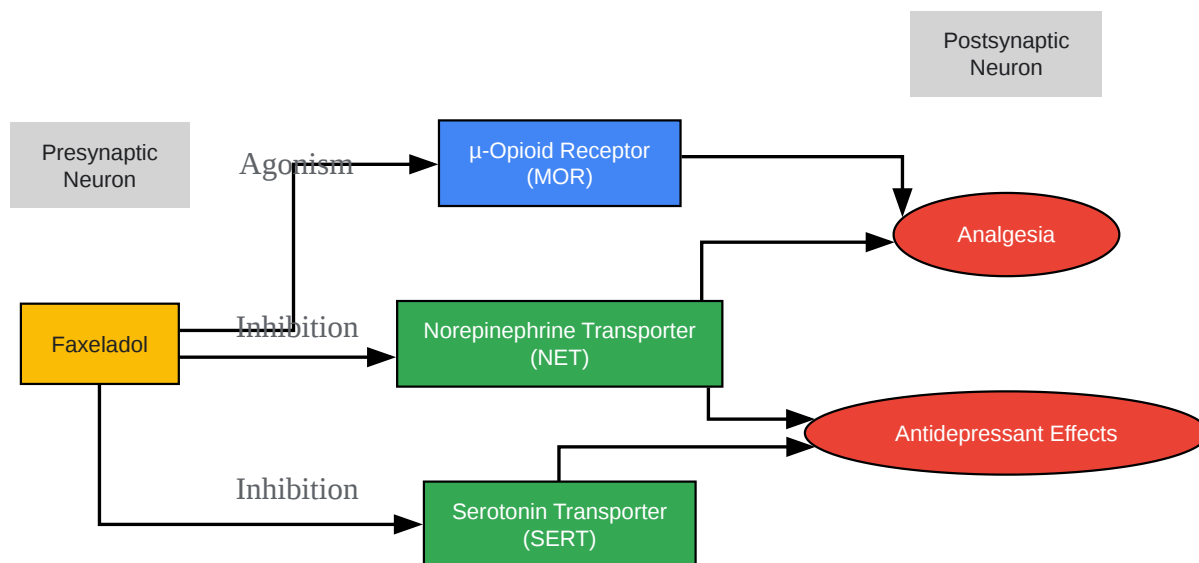 Postsynaptic
Neuron
Presynaptic
Neuron
Agonism
µ-Opioid Receptor
(MOR)
Analgesia
Faxeladol
Inhibition
Norepinephrine Transporter
(NET)
Antidepressant Effects
Inhibition
Serotonin Transporter
(SERT)